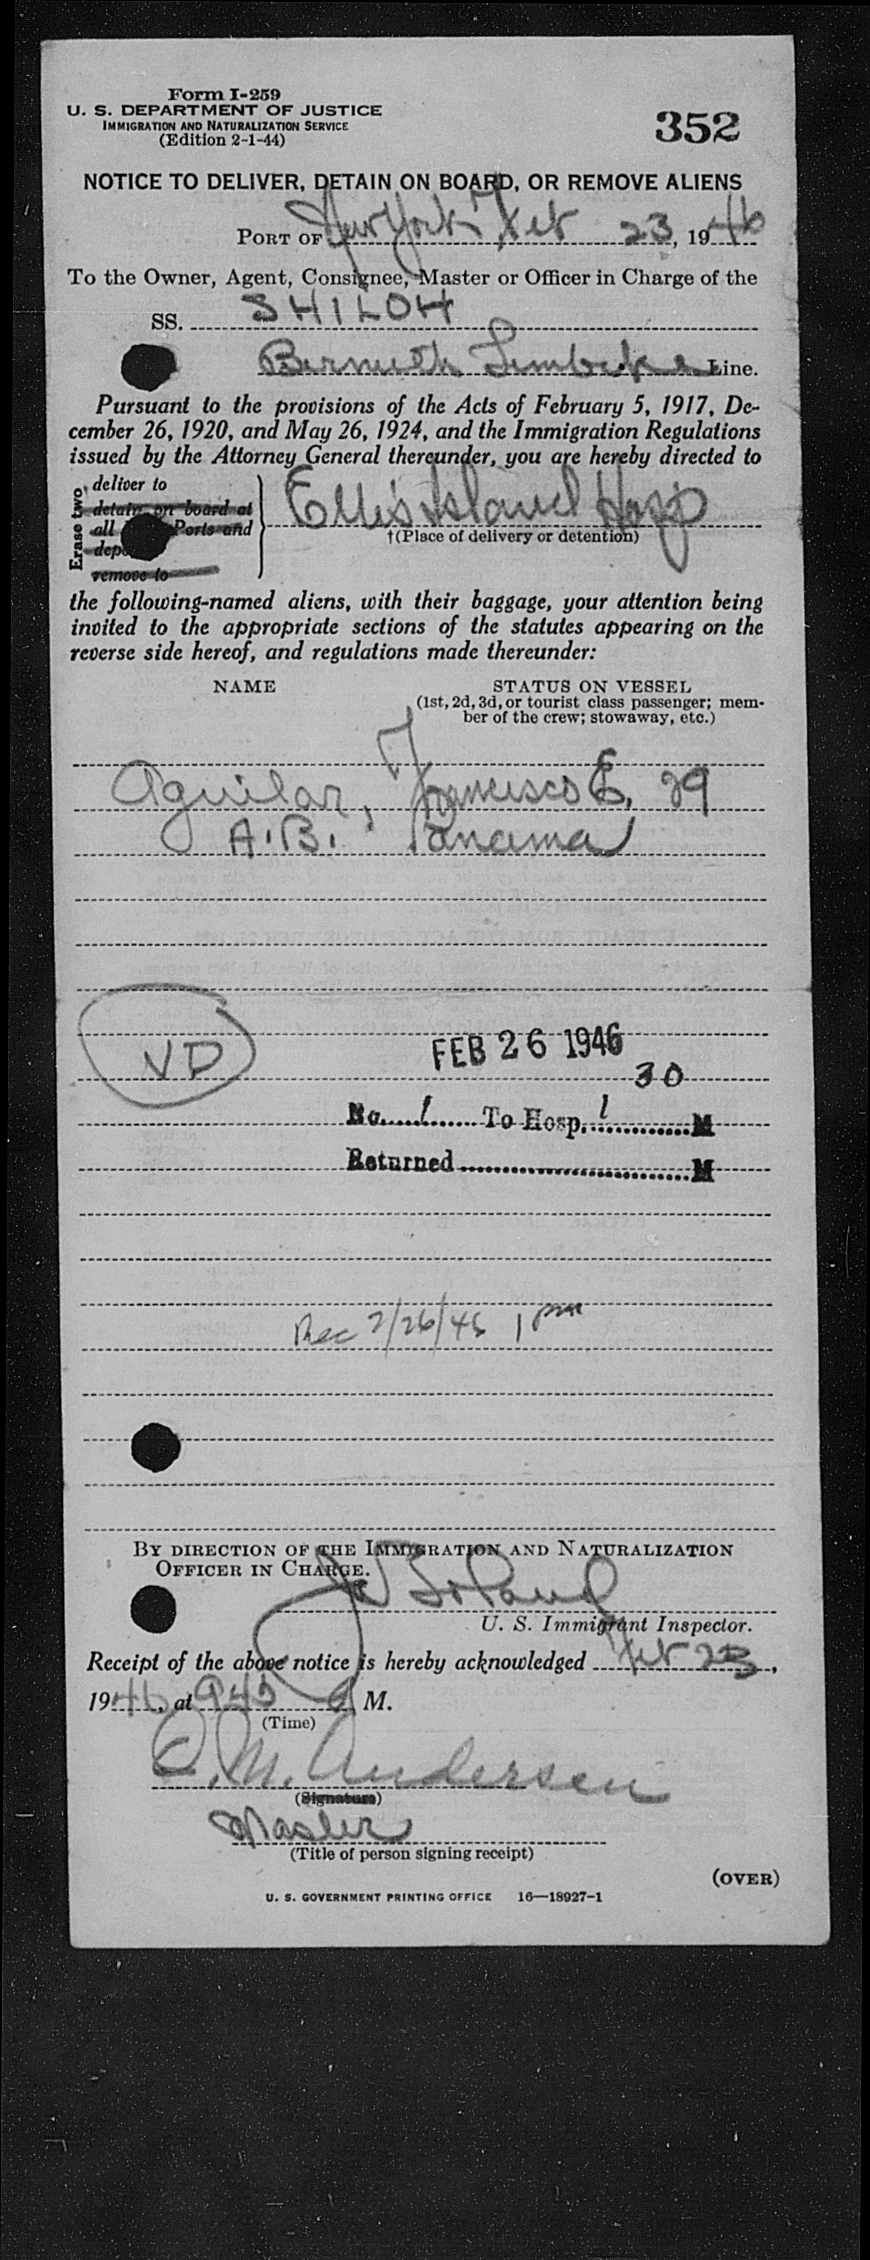 Form I-259
U. S. DEPARTMENT OF JUSTICE
IMMIGRATION AND NATURALIZATION SERVICE
(Edition 2-1-44)
352
NOTICE TO DELIVER, DETAIN ON BOARD, OR REMOVE ALIENS
PORT OF New York Feb 23, 1946
To the Owner, Agent, Consignee, Master or Officer in Charge of the
SS. SHILOH
Bernuth Lembcke Line.
Pursuant to the provisions of the Acts of February 5, 1917, De-
cember 26, 1920, and May 26, 1924, and the Immigration Regulations
issued by the Attorney General thereunder, you are hereby directed to
Erase two
deliver to
detain on board at
all Ports and
remove to
Ellis Island Hosp
†(Place of delivery or detention)
the following-named aliens, with their baggage, your attention being
invited to the appropriate sections of the statutes appearing on the
reverse side hereof, and regulations made thereunder:
NAME STATUS ON VESSEL
(1st, 2d, 3d, or tourist class passenger; mem-
ber of the crew; stowaway, etc.)
Aguilar, Francisco E. 29
A.B. Panama
VD
FEB 26 1946
30
No. 1 To Hosp. 1 M
Returned M
Rec 2/26/46 1 pm
BY DIRECTION OF THE IMMIGRATION AND NATURALIZATION
OFFICER IN CHARGE.
U. S. Immigrant Inspector.
Receipt of the above notice is hereby acknowledged Feb 23,
1946, at 945 A M.
(Time)
C. M. Andersen
(Signature)
Master
(Title of person signing receipt)
(OVER)
U. S. GOVERNMENT PRINTING OFFICE 16—18927-1